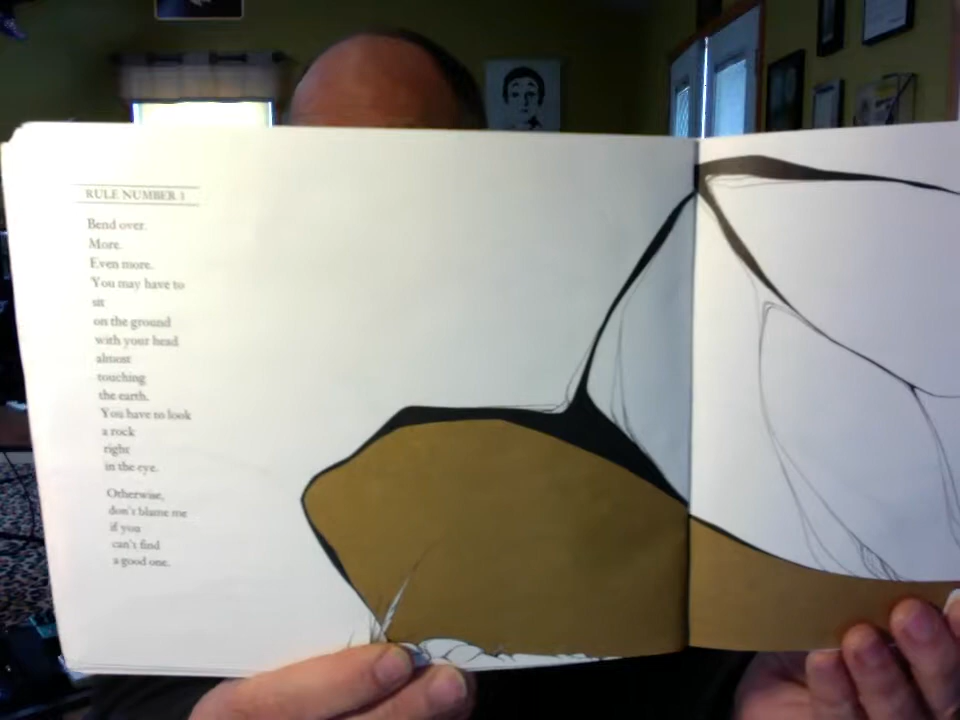 RULE NUMBER 1
Bend over.
More.
Even more.
You may have to
sit
on the ground
with your head
almost
touching
the earth.
You have to look
a rock
right
in the eye.
Otherwise,
don't blame me
if you
can't find
a good one.